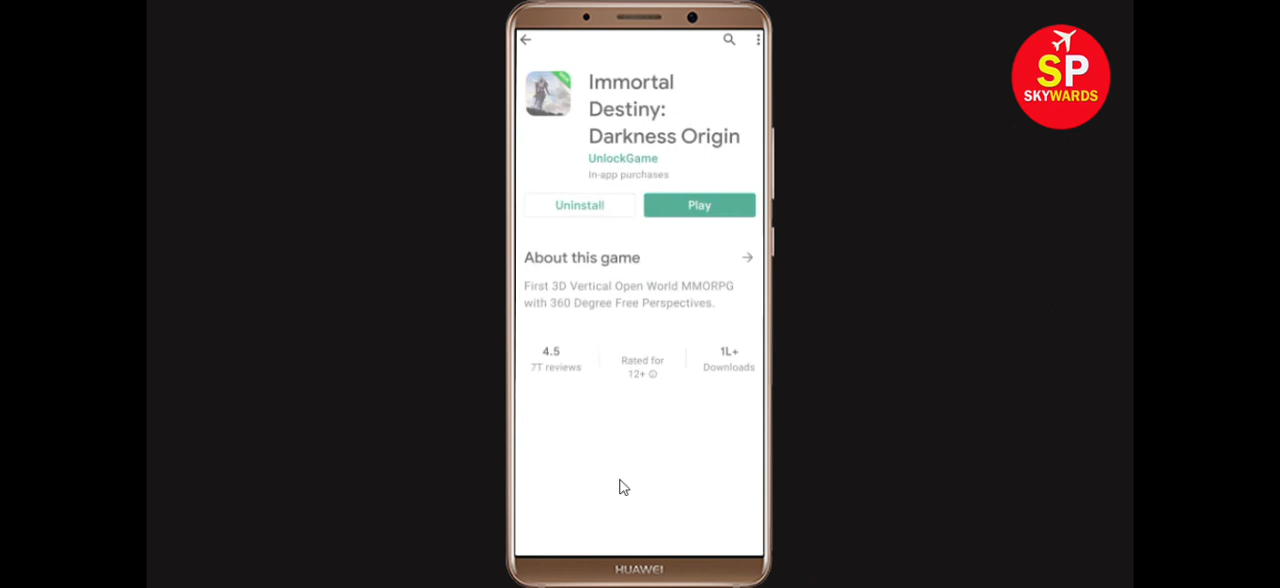 SP
SKYWARDS
Immortal
Destiny:
Darkness Origin
UnlockGame
In-app purchases
Uninstall
Play
About this game
First 3D Vertical Open World MMORPG
with 360 Degree Free Perspectives.
4.5
7T reviews
Rated for
12+
1L+
Downloads
HUAWEI